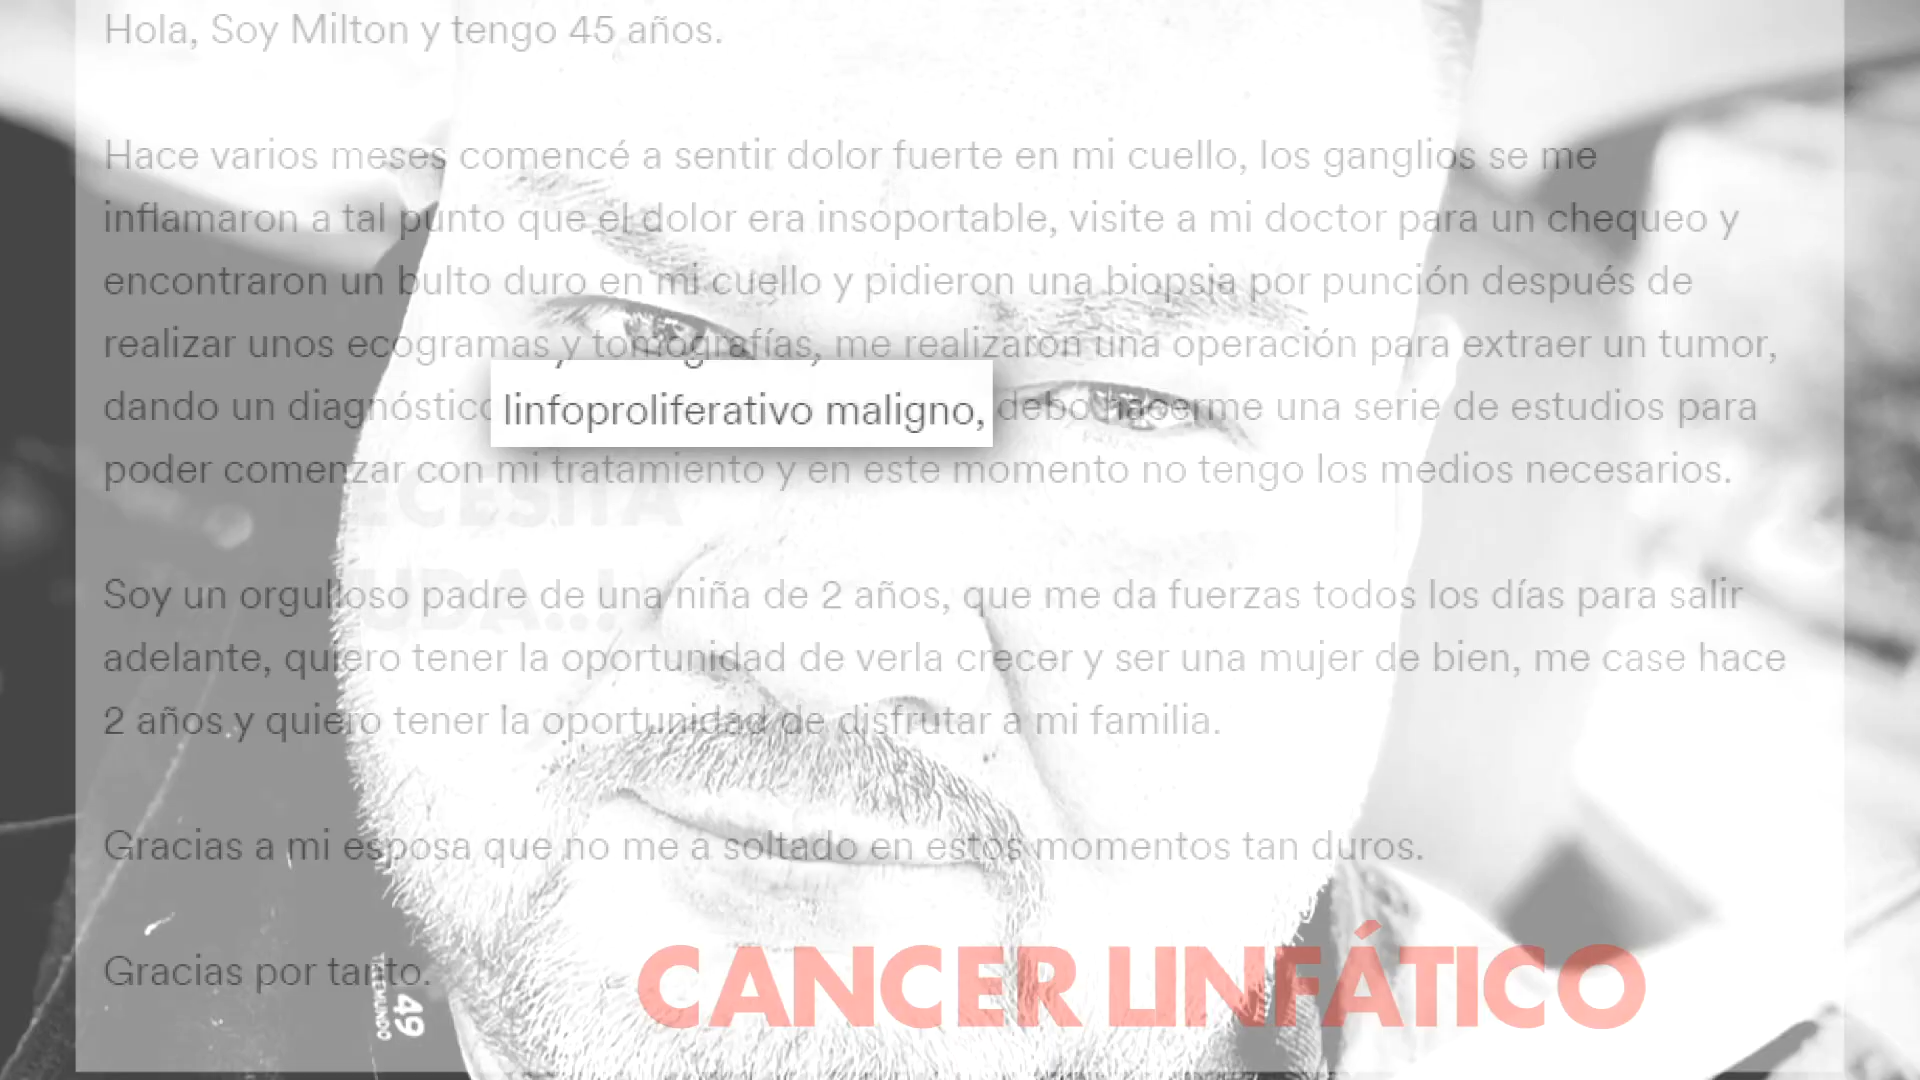 Hola, Soy Milton y tengo 45 años.
Hace varios meses comencé a sentir dolor fuerte en mi cuello, los ganglios se me
inflamaron a tal punto que el dolor era insoportable, visite a mi doctor para un chequeo y
encontraron un bulto duro en mi cuello y pidieron una biopsia por punción después de
realizar unos ecogramas y tomografías, me realizaron una operación para extraer un tumor,
dando un diagnóstico linfoproliferativo maligno, debo hacerme una serie de estudios para
poder comenzar con mi tratamiento y en este momento no tengo los medios necesarios.
Soy un orgulloso padre de una niña de 2 años, que me da fuerzas todos los días para salir
adelante, quiero tener la oportunidad de verla crecer y ser una mujer de bien, me case hace
2 años y quiero tener la oportunidad de disfrutar a mi familia.
Gracias a mi esposa que no me a soltado en estos momentos tan duros.
Gracias por tanto.
CANCER LINFÁTICO
49